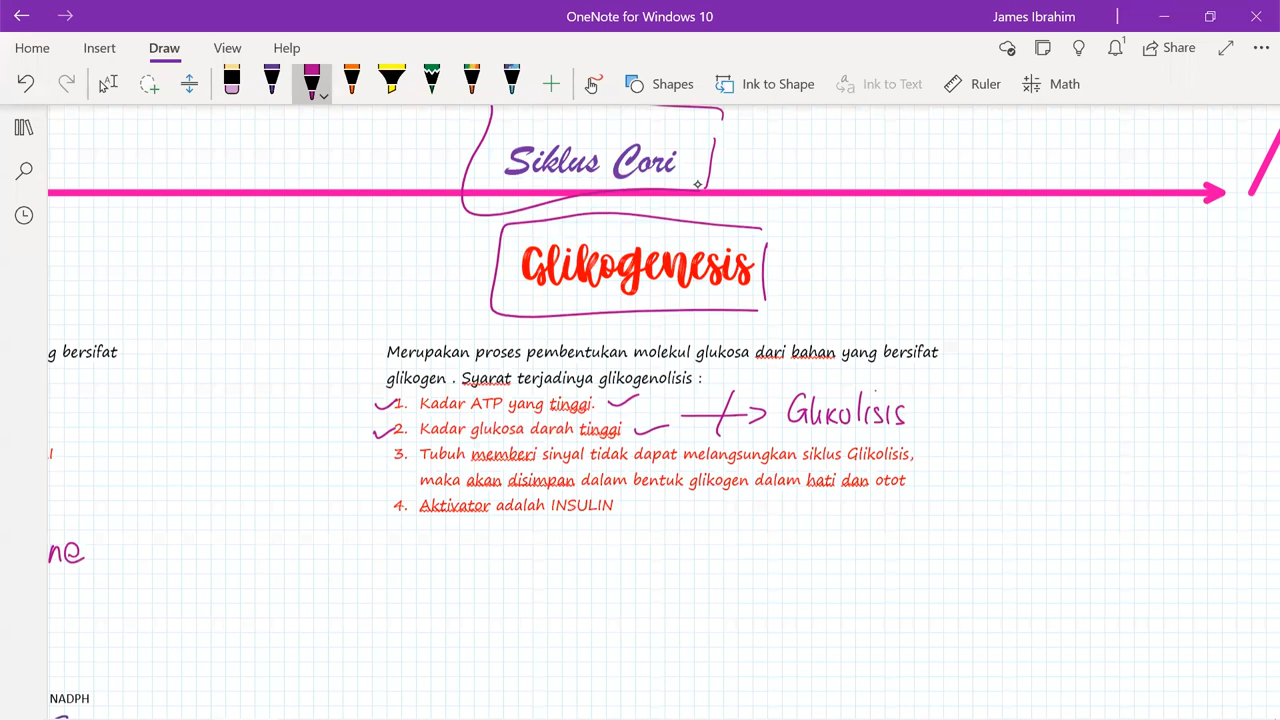 OneNote for Windows 10
James Ibrahim
Home Insert Draw View Help
1 Share
Shapes Ink to Shape Ink to Text Ruler Math
Siklus Cori
Glikogenesis
g bersifat
Merupakan proses pembentukan molekul glukosa dari bahan yang bersifat
glikogen . Syarat terjadinya glikogenolisis :
1. Kadar ATP yang tinggi.
GLIKOLISIS
2. Kadar glukosa darah tinggi
3. Tubuh memberi sinyal tidak dapat melangsungkan siklus Glikolisis,
maka akan disimpan dalam bentuk glikogen dalam hati dan otot
4. Aktivator adalah INSULIN
NADPH